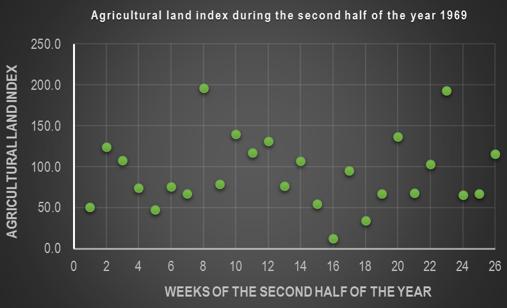 Agricultural land index during the second half of the year 1969
250.0
200.0
150.0
100.0
50.0
0.0
AGRICULTURAL LAND INDEX
0 2 4 6 8 10 12 14 16 18 20 22 24 26
WEEKS OF THE SECOND HALF OF THE YEAR